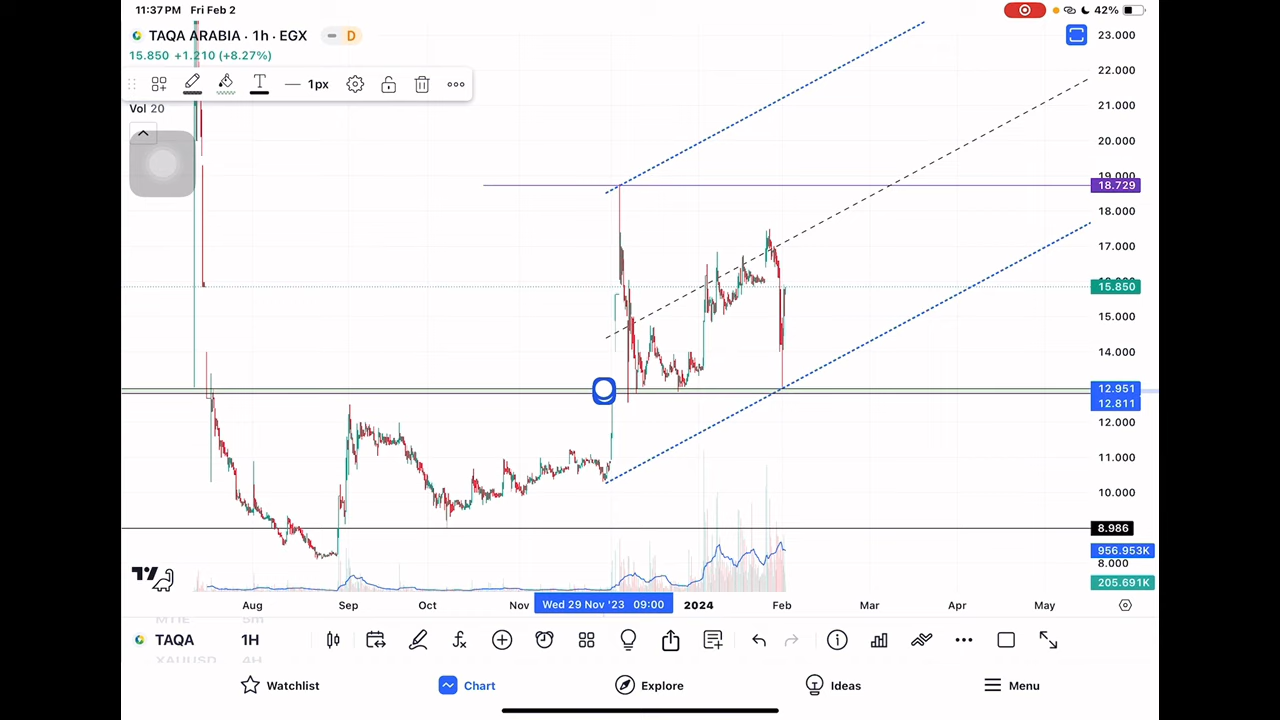 11:37 PM Fri Feb 2
42%
TAQA ARABIA · 1h · EGX
D
15.850 +1.210 (+8.27%)
T
1px
Vol 20
23.000
22.000
21.000
20.000
19.000
18.729
18.000
17.000
15.850
15.000
14.000
12.951
12.811
12.000
11.000
10.000
8.986
956.953K
8.000
205.691K
Aug
Sep
Oct
Nov
Wed 29 Nov '23 09:00
2024
Feb
Mar
Apr
May
MTIE
5m
TAQA
1H
XAUUSD
4H
Watchlist
Chart
Explore
Ideas
Menu